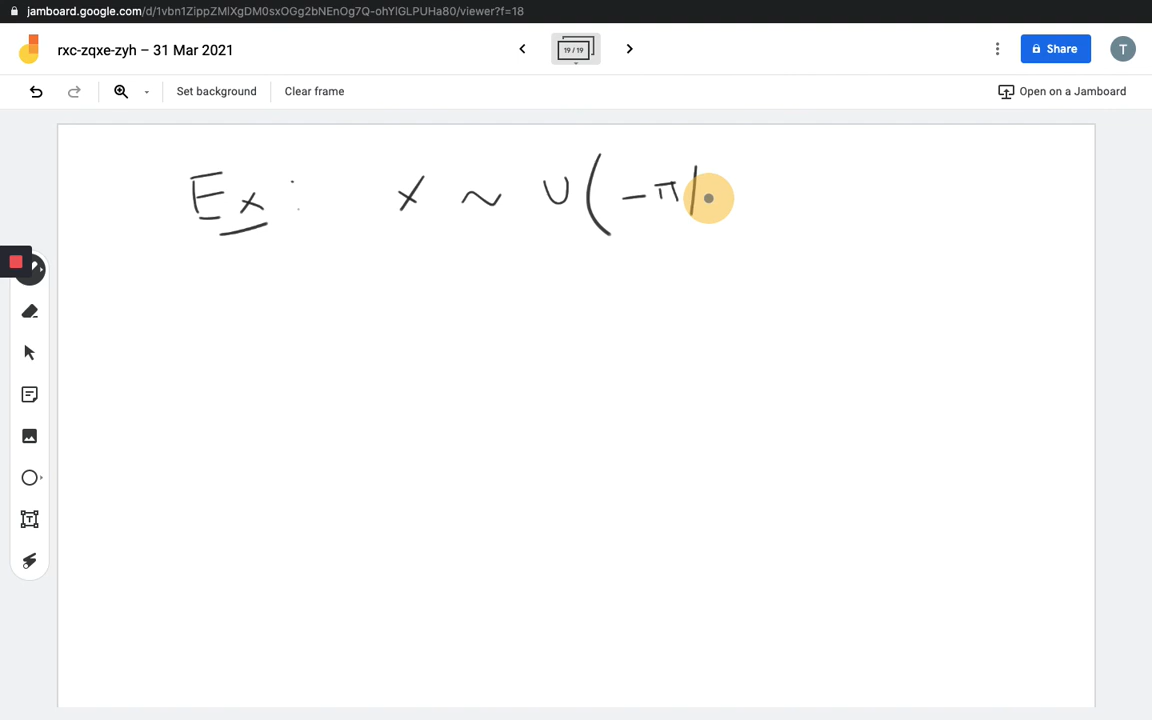 jamboard.google.com/d/1vbn1ZippZMlXgDM0sxOGg2bNEnOg7Q-ohYlGLPUHa80/viewer?f=18
rxc-zqxe-zyh – 31 Mar 2021
19 / 19
Share
T
Set background
Clear frame
Open on a Jamboard
Ex: x ~ U(-π/